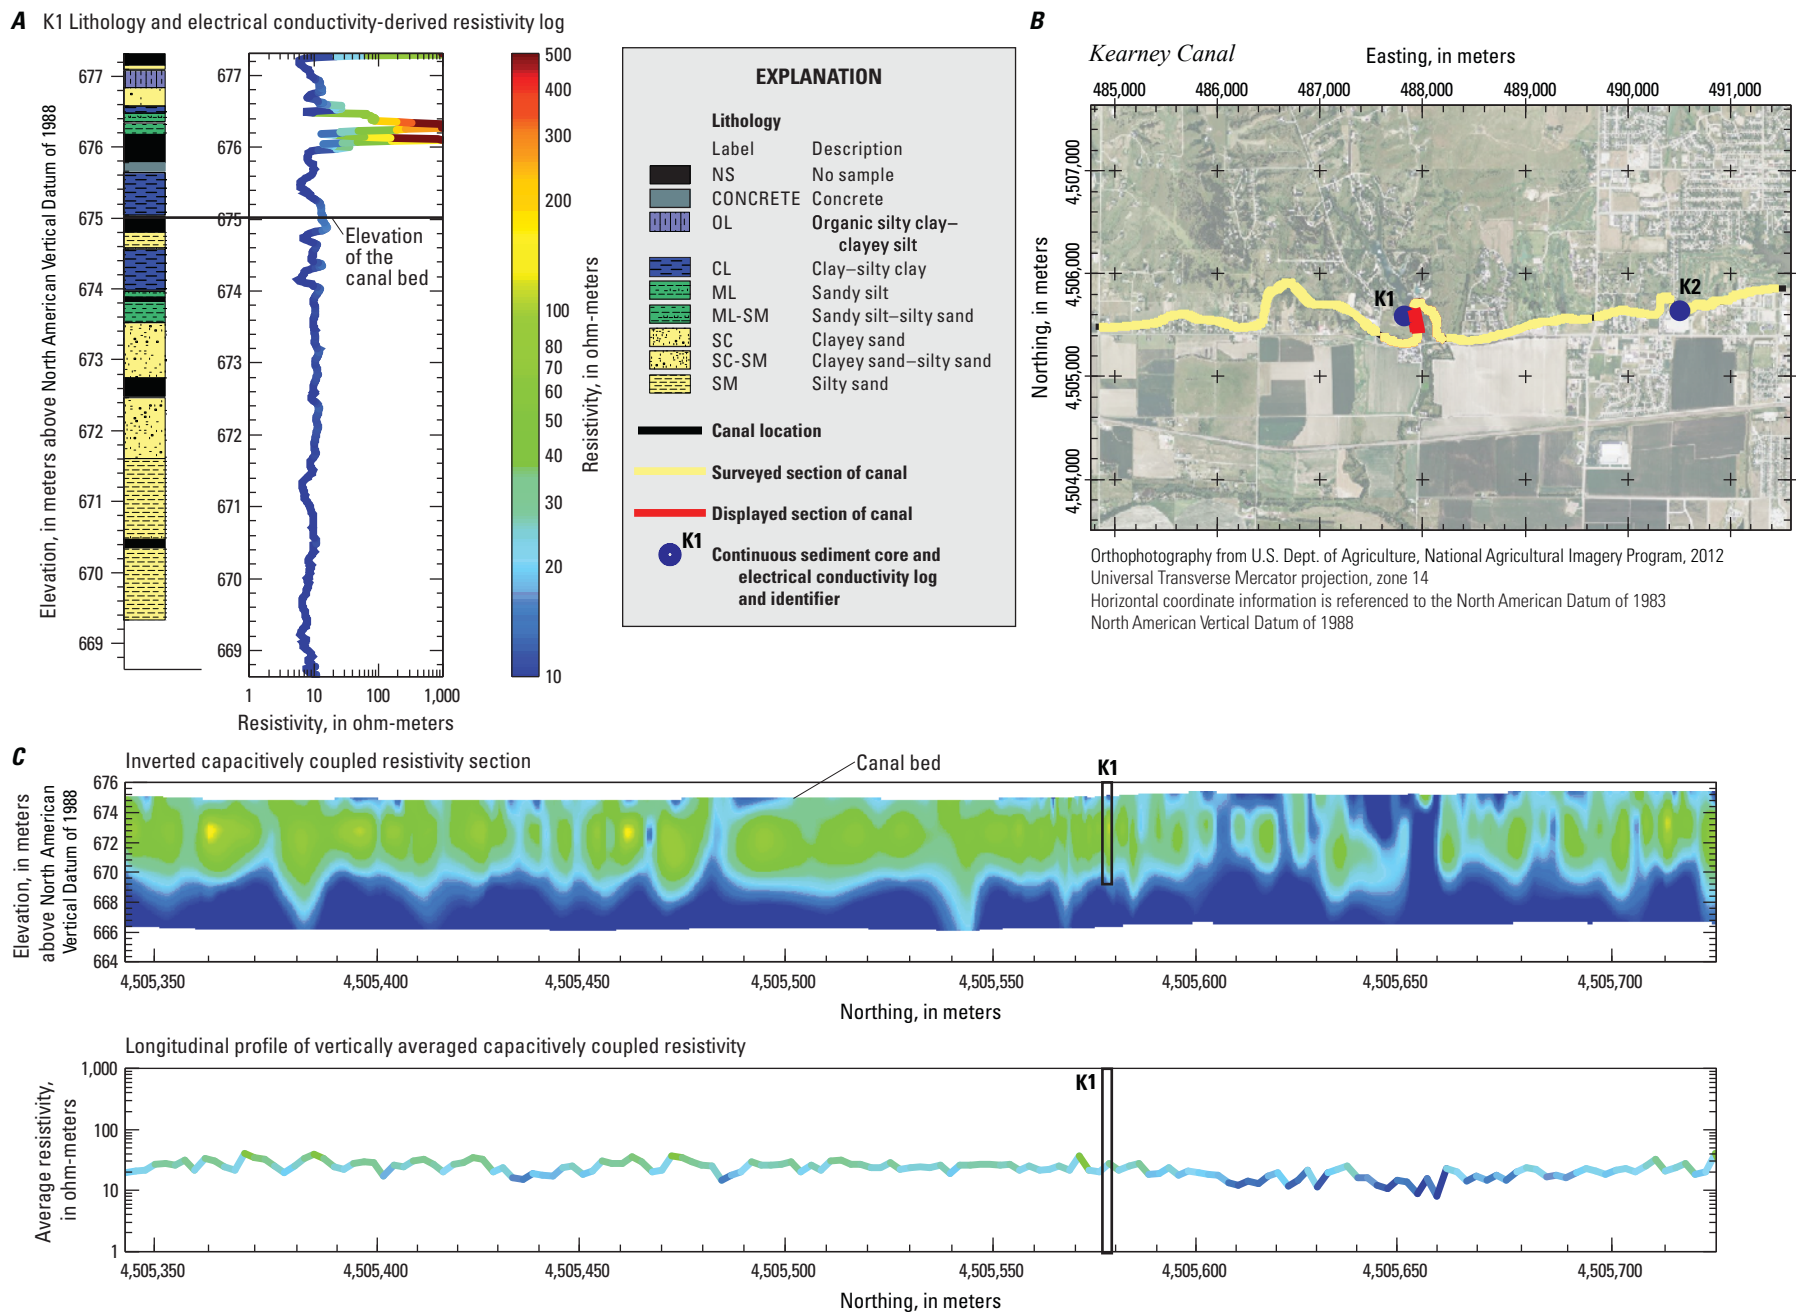 A K1 Lithology and electrical conductivity-derived resistivity log
Elevation, in meters above North American Vertical Datum of 1988
677
676
675
674
673
672
671
670
669
677
676
675
674
673
672
671
670
669
Elevation
of the
canal bed
1 10 100 1,000
Resistivity, in ohm-meters
500
400
300
200
100
80
70
60
50
40
30
20
10
Resistivity, in ohm-meters
EXPLANATION
Lithology
Label Description
NS No sample
CONCRETE Concrete
OL Organic silty clay–
clayey silt
CL Clay–silty clay
ML Sandy silt
ML-SM Sandy silt–silty sand
SC Clayey sand
SC-SM Clayey sand–silty sand
SM Silty sand
Canal location
Surveyed section of canal
Displayed section of canal
K1
Continuous sediment core and
electrical conductivity log
and identifier
B
Kearney Canal
Easting, in meters
485,000 486,000 487,000 488,000 489,000 490,000 491,000
Northing, in meters
4,507,000
4,506,000
4,505,000
4,504,000
K1
K2
Orthophotography from U.S. Dept. of Agriculture, National Agricultural Imagery Program, 2012
Universal Transverse Mercator projection, zone 14
Horizontal coordinate information is referenced to the North American Datum of 1983
North American Vertical Datum of 1988
C
Inverted capacitively coupled resistivity section
Canal bed
K1
Elevation, in meters
above North American
Vertical Datum of 1988
676
674
672
670
668
666
664
4,505,350 4,505,400 4,505,450 4,505,500 4,505,550 4,505,600 4,505,650 4,505,700
Northing, in meters
Longitudinal profile of vertically averaged capacitively coupled resistivity
K1
Average resistivity,
in ohm-meters
1,000
100
10
1
4,505,350 4,505,400 4,505,450 4,505,500 4,505,550 4,505,600 4,505,650 4,505,700
Northing, in meters